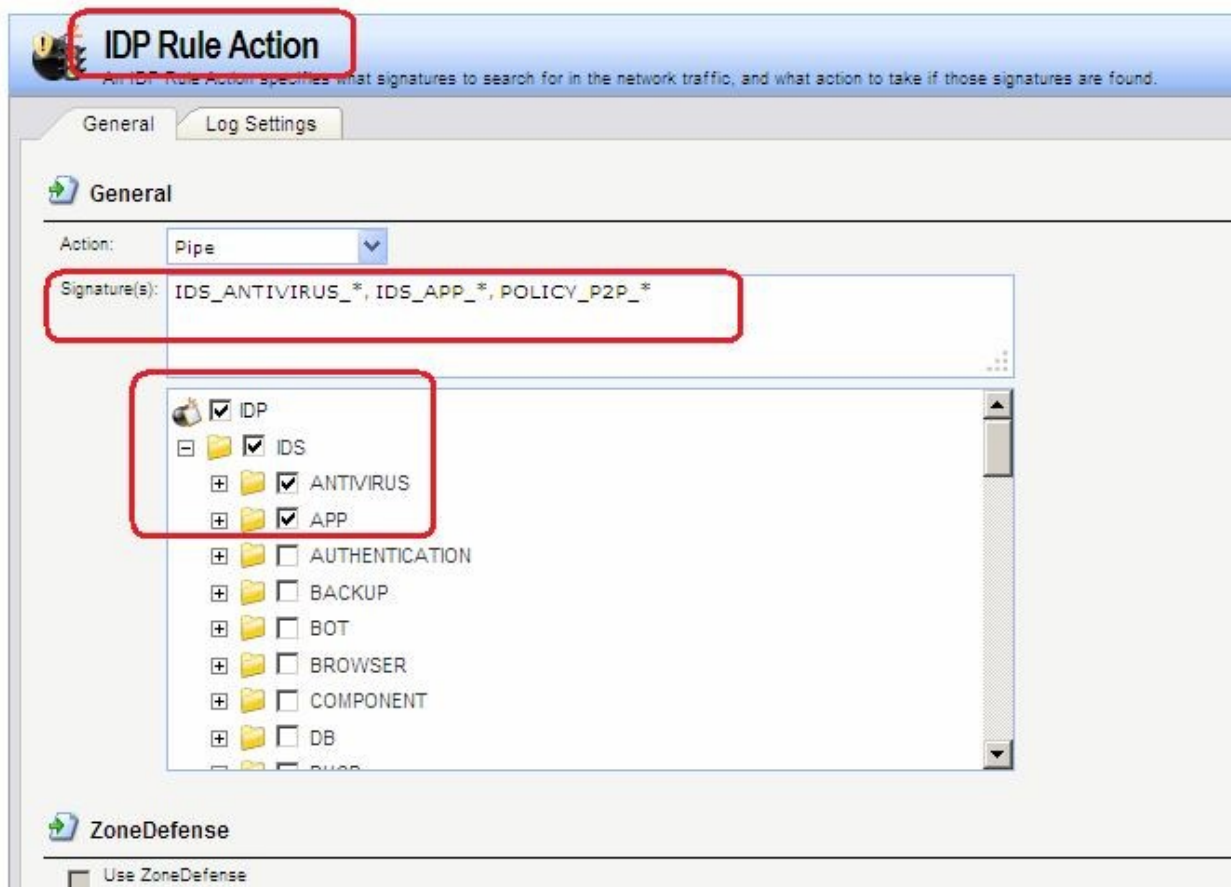 IDP Rule Action
An IDP Rule Action specifies what signatures to search for in the network traffic, and what action to take if those signatures are found.
General
Log Settings
General
Action:
Pipe
Signature(s):
IDS_ANTIVIRUS_*, IDS_APP_*, POLICY_P2P_*
IDP
IDS
ANTIVIRUS
APP
AUTHENTICATION
BACKUP
BOT
BROWSER
COMPONENT
DB
ZoneDefense
Use ZoneDefense